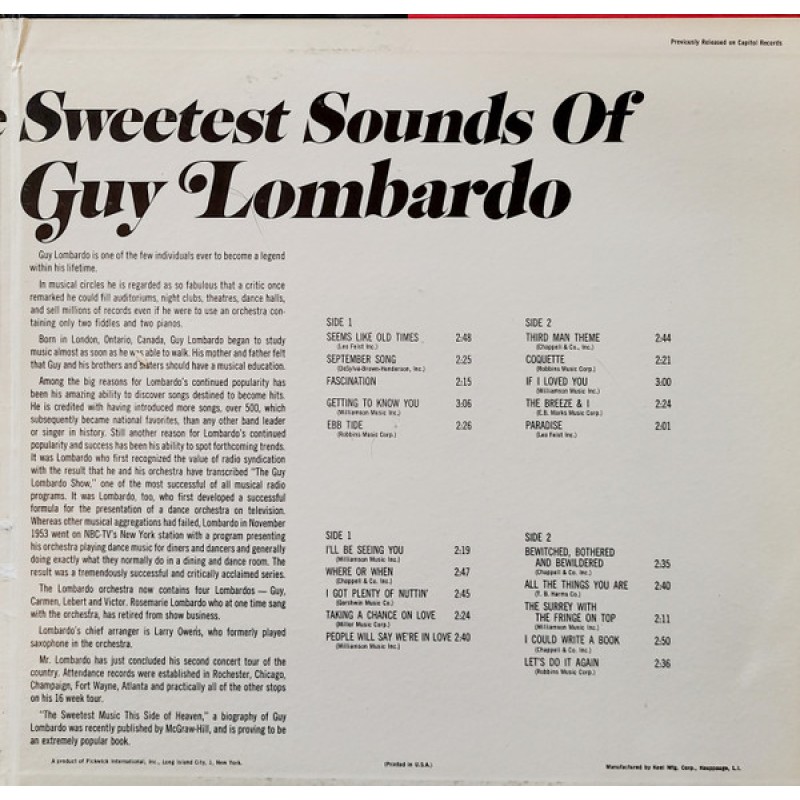 Previously Released on Capitol Records
e Sweetest Sounds Of
Guy Lombardo
Guy Lombardo is one of the few individuals ever to become a legend
within his lifetime.
In musical circles he is regarded as so fabulous that a critic once
remarked he could fill auditoriums, night clubs, theatres, dance halls,
and sell millions of records even if he were to use an orchestra con-
taining only two fiddles and two pianos.
Born in London, Ontario, Canada, Guy Lombardo began to study
music almost as soon as he was able to walk. His mother and father felt
that Guy and his brothers and sisters should have a musical education.
Among the big reasons for Lombardo's continued popularity has
been his amazing ability to discover songs destined to become hits.
He is credited with having introduced more songs, over 500, which
subsequently became national favorites, than any other band leader
or singer in history. Still another reason for Lombardo's continued
popularity and success has been his ability to spot forthcoming trends.
It was Lombardo who first recognized the value of radio syndication
with the result that he and his orchestra have transcribed "The Guy
Lombardo Show," one of the most successful of all musical radio
programs. It was Lombardo, too, who first developed a successful
formula for the presentation of a dance orchestra on television.
Whereas other musical aggregations had failed, Lombardo in November
1953 went on NBC-TV's New York station with a program presenting
his orchestra playing dance music for diners and dancers and generally
doing exactly what they normally do in a dining and dance room. The
result was a tremendously successful and critically acclaimed series.
The Lombardo orchestra now contains four Lombardos — Guy,
Carmen, Lebert and Victor. Rosemarie Lombardo who at one time sang
with the orchestra, has retired from show business.
Lombardo's chief arranger is Larry Owens, who formerly played
saxophone in the orchestra.
Mr. Lombardo has just concluded his second concert tour of the
country. Attendance records were established in Rochester, Chicago,
Champaign, Fort Wayne, Atlanta and practically all of the other stops
on his 16 week tour.
"The Sweetest Music This Side of Heaven," a biography of Guy
Lombardo was recently published by McGraw-Hill, and is proving to be
an extremely popular book.
SIDE 1
SEEMS LIKE OLD TIMES 2:48
(Leo Feist Inc.)
SEPTEMBER SONG 2:25
(DeSylva-Brown-Henderson, Inc.)
FASCINATION 2:15
GETTING TO KNOW YOU 3:06
(Williamson Music Inc.)
EBB TIDE 2:26
(Robbins Music Corp.)
SIDE 2
THIRD MAN THEME 2:44
(Chappell & Co., Inc.)
COQUETTE 2:21
(Robbins Music Corp.)
IF I LOVED YOU 3:00
(Williamson Music Inc.)
THE BREEZE & I 2:24
(E.B. Marks Music Corp.)
PARADISE 2:01
(Leo Feist Inc.)
SIDE 1
I'LL BE SEEING YOU 2:19
(Williamson Music Inc.)
WHERE OR WHEN 2:47
(Chappell & Co. Inc.)
I GOT PLENTY OF NUTTIN' 2:45
(Gershwin Music Co.)
TAKING A CHANCE ON LOVE 2:24
(Miller Music Corp.)
PEOPLE WILL SAY WE'RE IN LOVE 2:40
(Williamson Music Inc.)
SIDE 2
BEWITCHED, BOTHERED
AND BEWILDERED 2:35
(Chappell & Co. Inc.)
ALL THE THINGS YOU ARE 2:40
(T. B. Harms Co.)
THE SURREY WITH
THE FRINGE ON TOP 2:11
(Williamson Music Inc.)
I COULD WRITE A BOOK 2:50
(Chappell & Co. Inc.)
LET'S DO IT AGAIN 2:36
(Robbins Music Corp.)
A product of Pickwick International, Inc., Long Island City, 1, New York.
(Printed in U.S.A.)
Manufactured by Keel Mfg. Corp., Hauppauge, L.I.